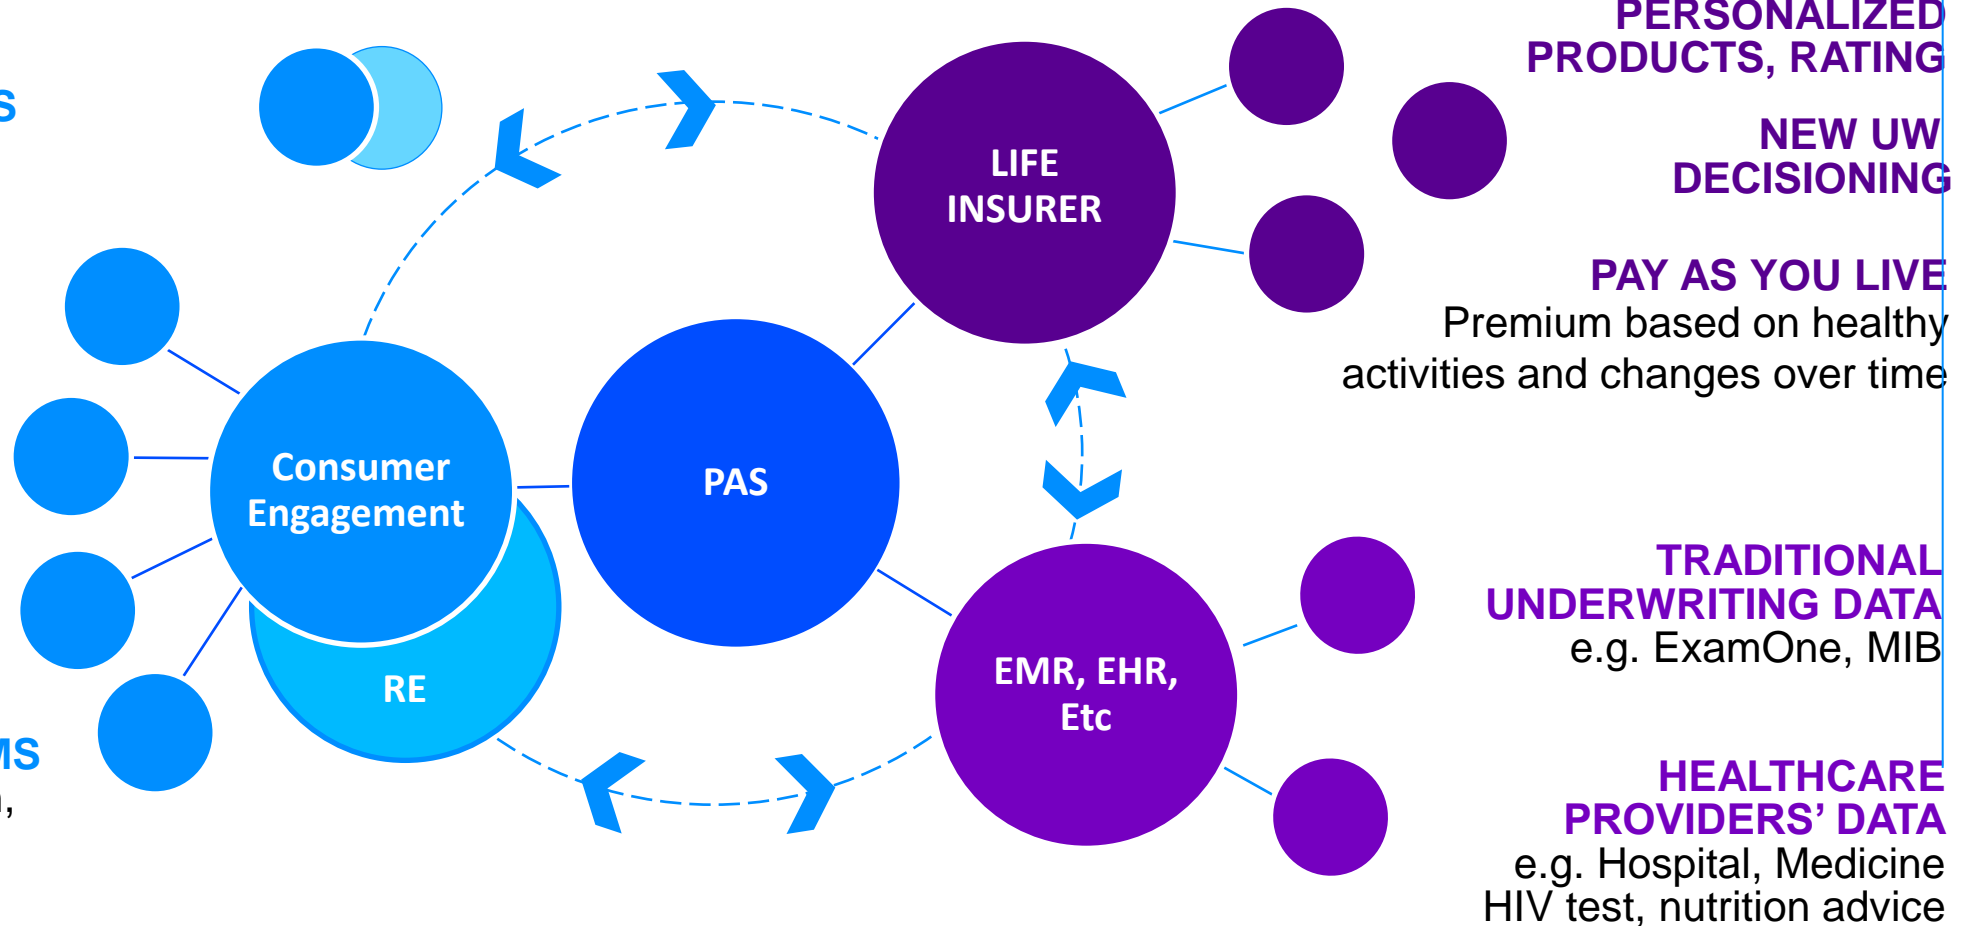 PERSONALIZED
PRODUCTS, RATING
S
NEW UW
DECISIONING
LIFE
INSURER
PAY AS YOU LIVE
Premium based on healthy
activities and changes over time
Consumer
Engagement
PAS
TRADITIONAL
UNDERWRITING DATA
e.g. ExamOne, MIB
EMR, EHR,
Etc
RE
MS
HEALTHCARE
PROVIDERS’ DATA
e.g. Hospital, Medicine
HIV test, nutrition advice